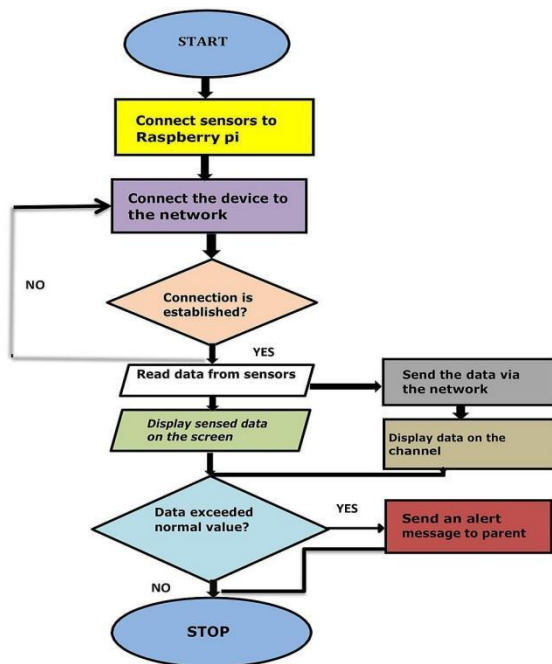 START
Connect sensors to
Raspberry pi
Connect the device to
the network
NO
Connection is
established?
YES
Read data from sensors
Send the data via
the network
Display sensed data
on the screen
Display data on the
channel
Data exceeded
normal value?
YES
Send an alert
message to parent
NO
STOP